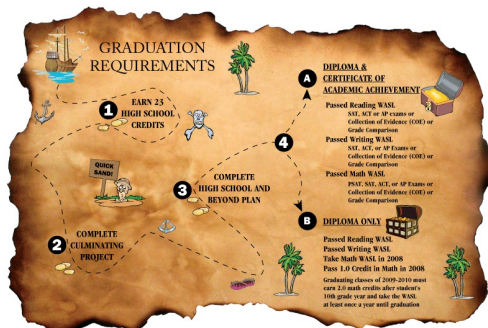 GRADUATION
REQUIREMENTS
1
EARN 23
HIGH SCHOOL
CREDITS
QUICK
SAND!
2
COMPLETE
CULMINATING
PROJECT
3
COMPLETE
HIGH SCHOOL AND
BEYOND PLAN
4
A
DIPLOMA &
CERTIFICATE OF
ACADEMIC ACHIEVEMENT
Passed Reading WASL
SAT, ACT or AP exams or
Collection of Evidence (COE) or
Grade Comparison
Passed Writing WASL
SAT, ACT, or AP Exams or
Collection of Evidence (COE) or
Grade Comparison
Passed Math WASL
PSAT, SAT, ACT, or AP Exams or
Collection of Evidence (COE) or
Grade Comparison
B
DIPLOMA ONLY
Passed Reading WASL
Passed Writing WASL
Take Math WASL in 2008
Pass 1.0 Credit in Math in 2008
Graduating classes of 2009-2010 must
earn 2.0 math credits after student's
10th grade year and take the WASL
at least once a year until graduation